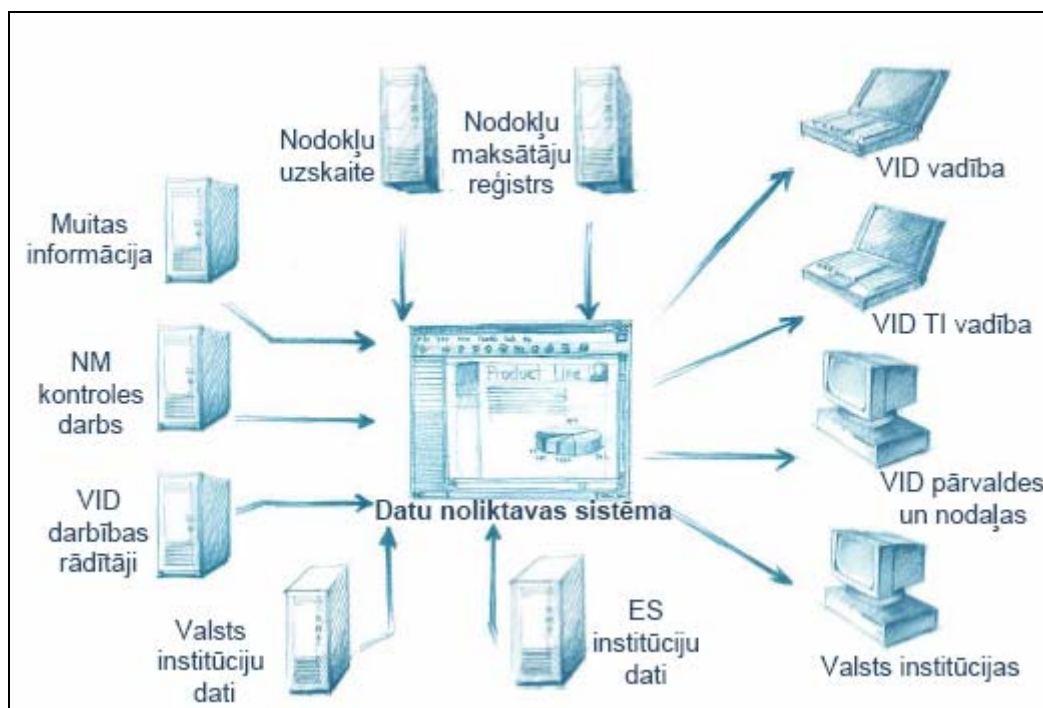 Nodokļu
uzskaite
Nodokļu
maksātāju
reģistrs
VID vadība
Muitas
informācija
VID TI vadība
NM
kontroles
darbs
Product Line
VID pārvaldes
un nodaļas
VID
darbības
rādītāji
Datu noliktavas sistēma
Valsts
institūciju
dati
ES
institūciju
dati
Valsts institūcijas